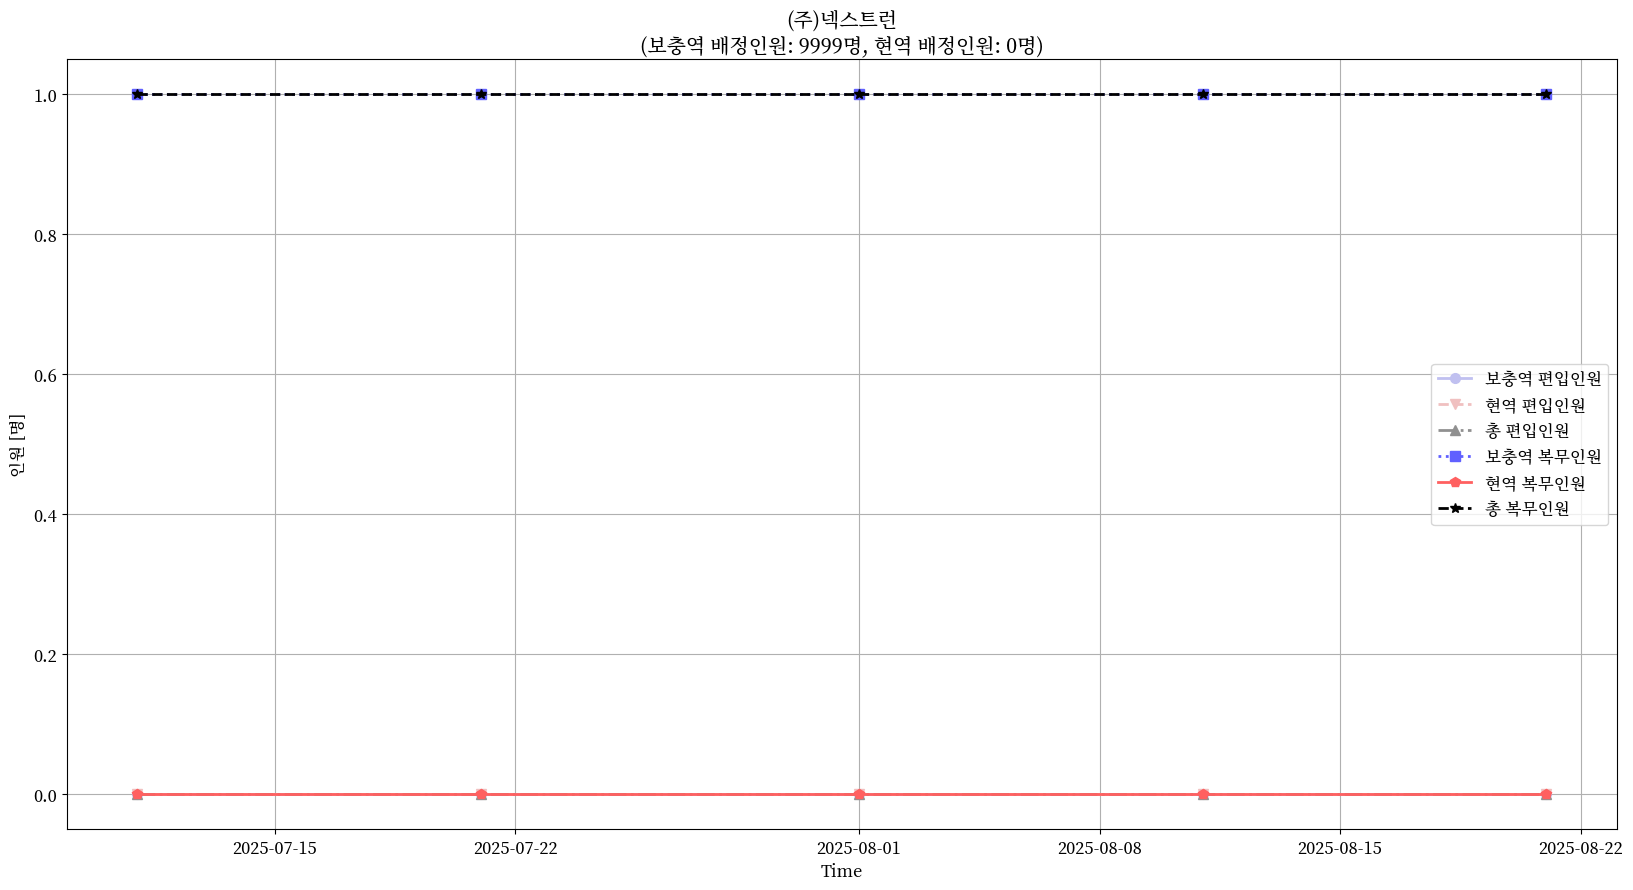 (주)넥스트런
(보충역 배정인원: 9999명, 현역 배정인원: 0명)
인원 [명]
1.0
0.8
0.6
0.4
0.2
0.0
보충역 편입인원
현역 편입인원
총 편입인원
보충역 복무인원
현역 복무인원
총 복무인원
2025-07-15
2025-07-22
2025-08-01
2025-08-08
2025-08-15
2025-08-22
Time